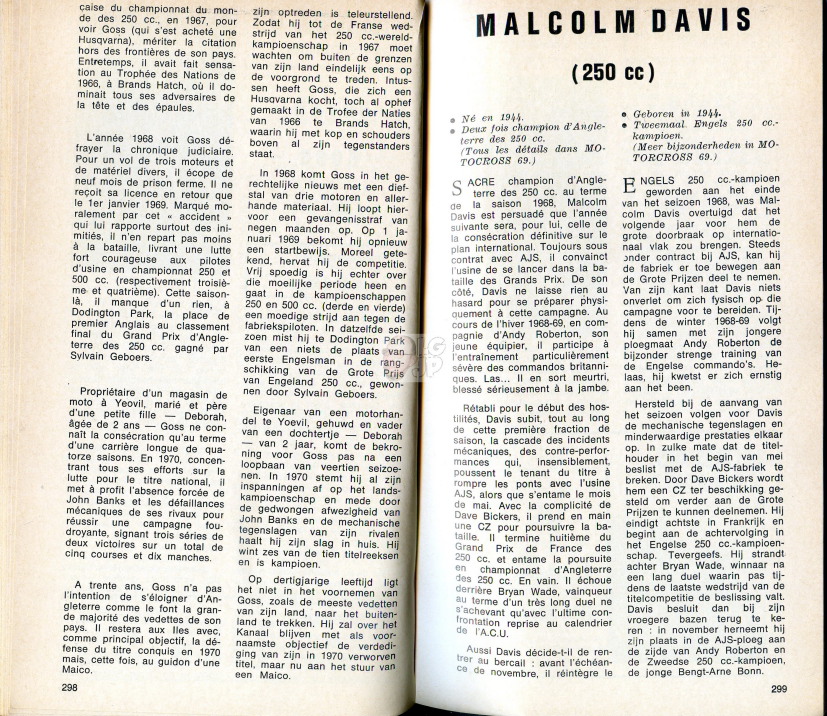 caise du championnat du mon-
de des 250 cc., en 1967, pour
voir Goss (qui s'est acheté une
Husqvarna), mériter la citation
hors des frontières de son pays.
Entretemps, il avait fait sensa-
tion au Trophée des Nations de
1966, à Brands Hatch, où il do-
minait tous ses adversaires de
la tête et des épaules.
L'année 1968 voit Goss dé-
frayer la chronique judiciaire.
Pour un vol de trois moteurs et
de matériel divers, il écope de
neuf mois de prison ferme. Il ne
reçoit sa licence en retour que
le 1er janvier 1969. Marqué mo-
ralement par cet « accident »
qui lui rapporte surtout des ini-
mitiés, il n'en repart pas moins
à la bataille, livrant une lutte
fort courageuse aux pilotes
d'usine en championnat 250 et
500 cc. (respectivement troisiè-
me et quatrième). Cette saison-
là, il manque d'un rien, à
Dodington Park, la place de
premier Anglais au classement
final du Grand Prix d'Angle-
terre des 250 cc. gagné par
Sylvain Geboers.
Propriétaire d'un magasin de
moto à Yeovil, marié et père
d'une petite fille — Deborah,
âgée de 2 ans — Goss ne con-
naît la consécration qu'au terme
d'une carrière longue de qua-
torze saisons. En 1970, concen-
trant tous ses efforts sur la
lutte pour le titre national, il
met à profit l'absence forcée de
John Banks et les défaillances
mécaniques de ses rivaux pour
réussir une campagne fou-
droyante, signant trois séries de
deux victoires sur un total de
cinq courses et dix manches.
A trente ans, Goss n'a pas
l'intention de s'éloigner d'An-
gleterre comme le font la gran-
de majorité des vedettes de son
pays. Il restera aux Iles avec,
comme principal objectif, la dé-
fense du titre conquis en 1970
mais, cette fois, au guidon d'une
Maico.
298
zijn optreden is teleurstellend.
Zodat hij tot de Franse wed-
strijd van het 250 cc.-wereld-
kampioenschap in 1967 moet
wachten om buiten de grenzen
van zijn land eindelijk eens op
de voorgrond te treden. Intus-
sen heeft Goss, die zich een
Husqvarna kocht, toch al ophef
gemaakt in de Trofee der Naties
van 1966 te Brands Hatch,
waarin hij met kop en schouders
boven al zijn tegenstanders
staat.
In 1968 komt Goss in het ge-
rechtelijke nieuws met een dief-
stal van drie motoren en aller-
hande materiaal. Hij loopt hier-
voor een gevangenisstraf van
negen maanden op. Op 1 ja-
nuari 1969 bekomt hij opnieuw
een startbewijs. Moreel gete-
kend, hervat hij de competitie.
Vrij spoedig is hij echter over
die moeilijke periode heen en
gaat in de kampioenschappen
250 en 500 cc. (derde en vierde)
een moedige strijd aan tegen de
fabriekspiloten. In datzelfde sei-
zoen mist hij te Dodington Park
van een niets de plaats van
eerste Engelsman in de rang-
schikking van de Grote Prijs
van Engeland 250 cc., gewon-
nen door Sylvain Geboers.
Eigenaar van een motorhan-
del te Yoevil, gehuwd en vader
van een dochtertje — Deborah
— van 2 jaar, komt de bekro-
ning voor Goss pas na een
loopbaan van veertien seizoe-
nen. In 1970 stemt hij al zijn
inspanningen af op het lands-
kampioenschap en mede door
de gedwongen afwezigheid van
John Banks en de mechanische
tegenslagen van zijn rivalen
haalt hij zijn slag in huis. Hij
wint zes van de tien titelreeksen
en is kampioen.
Op dertigjarige leeftijd ligt
het niet in het voornemen van
Goss, zoals de meeste vedetten
van zijn land, naar het buiten-
land te trekken. Hij zal over het
Kanaal blijven met als voor-
naamste objectief de verdedi-
ging van zijn in 1970 verworven
titel, maar nu aan het stuur van
een Maico.
MALCOLM DAVIS
(250 cc)
• Né en 1944.
• Deux fois champion d'Angle-
terre des 250 cc.
(Tous les détails dans MO-
TOCROSS 69.)
SACRE champion d'Angle-
terre des 250 cc. au terme
de la saison 1968, Malcolm
Davis est persuadé que l'année
suivante sera, pour lui, celle de
la consécration définitive sur le
plan international. Toujours sous
contrat avec AJS, il convainct
l'usine de se lancer dans la ba-
taille des Grands Prix. De son
côté, Davis ne laisse rien au
hasard pour se préparer physi-
quement à cette campagne. Au
cours de l'hiver 1968-69, en com-
pagnie d'Andy Roberton, son
jeune équipier, il participe à
l'entraînement particulièrement
sévère des commandos britanni-
ques. Las... Il en sort meurtri,
blessé sérieusement à la jambe.
Rétabli pour le début des hos-
tilités, Davis subit, tout au long
de cette première fraction de
saison, la cascade des incidents
mécaniques, des contre-perfor-
mances qui, insensiblement,
poussent le tenant du titre à
rompre les ponts avec l'usine
AJS, alors que s'entame le mois
de mai. Avec la complicité de
Dave Bickers, il prend en main
une CZ pour poursuivre la ba-
taille. Il termine huitième du
Grand Prix de France des
250 cc. et entame la poursuite
en championnat d'Angleterre
des 250 cc. En vain. Il échoue
derrière Bryan Wade, vainqueur
au terme d'un très long duel ne
s'achevant qu'avec l'ultime con-
frontation reprise au calendrier
de l'A.C.U.
Aussi Davis décide-t-il de ren-
trer au bercail : avant l'échéan-
ce de novembre, il réintègre le
• Geboren in 1944.
• Tweemaal Engels 250 cc.-
kampioen.
(Meer bijzonderheden in MO-
TORCROSS 69.)
ENGELS 250 cc.-kampioen
geworden aan het einde
van het seizoen 1968, was Mal-
colm Davis overtuigd dat het
volgende jaar voor hem de
grote doorbraak op internatio-
naal vlak zou brengen. Steeds
onder contract bij AJS, kan hij
de fabriek er toe bewegen aan
de Grote Prijzen deel te nemen.
Van zijn kant laat Davis niets
onverlet om zich fysisch op die
campagne voor te bereiden. Tij-
dens de winter 1968-69 volgt
hij samen met zijn jongere
ploegmaat Andy Roberton de
bijzonder strenge training van
de Engelse commando's. He-
laas, hij kwetst er zich ernstig
aan het been.
Hersteld bij de aanvang van
het seizoen volgen voor Davis
de mechanische tegenslagen en
minderwaardige prestaties elkaar
op. In zulke mate dat de titel-
houder in het begin van mei
beslist met de AJS-fabriek te
breken. Door Dave Bickers wordt
hem een CZ ter beschikking ge-
steld om verder aan de Grote
Prijzen te kunnen deelnemen. Hij
eindigt achtste in Frankrijk en
begint aan de achtervolging in
het Engelse 250 cc.-kampioen-
schap. Tevergeefs. Hij strandt
achter Bryan Wade, winnaar na
een lang duel waarin pas tij-
dens de laatste wedstrijd van de
titelcompetitie de beslissing valt.
Davis besluit dan bij zijn
vroegere bazen terug te ke-
ren : in november herneemt hij
zijn plaats in de AJS-ploeg aan
de zijde van Andy Roberton en
de Zweedse 250 cc.-kampioen,
de jonge Bengt-Arne Bonn.
299